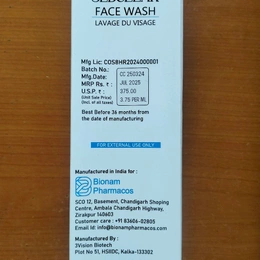 FACE WASH
LAVAGE DU VISAGE
Mfg Lic: COS8HR2024000001
Batch No.: CC 250324
Mfg.Date: JUL 2025
MRP Rs. ₹: 375.00
U.S.P. ₹: 3.75 PER ML
(Unit Sale Price)
(Incl. of all taxes)
Best Before 36 months from
the date of manufacturing
FOR EXTERNAL USE ONLY
Manufactured in India for :
Bionam
Pharmacos
SCO 12, Basement, Chandigarh Shoping
Centre, Ambala Chandigarh Highway,
Zirakpur 140603
Customer care : +91 83606-02805
Email Id: info@bionampharmacos.com
Manufactured By :
3Vision Biotech
Plot No 51, HSIIDC, Kalka-133302